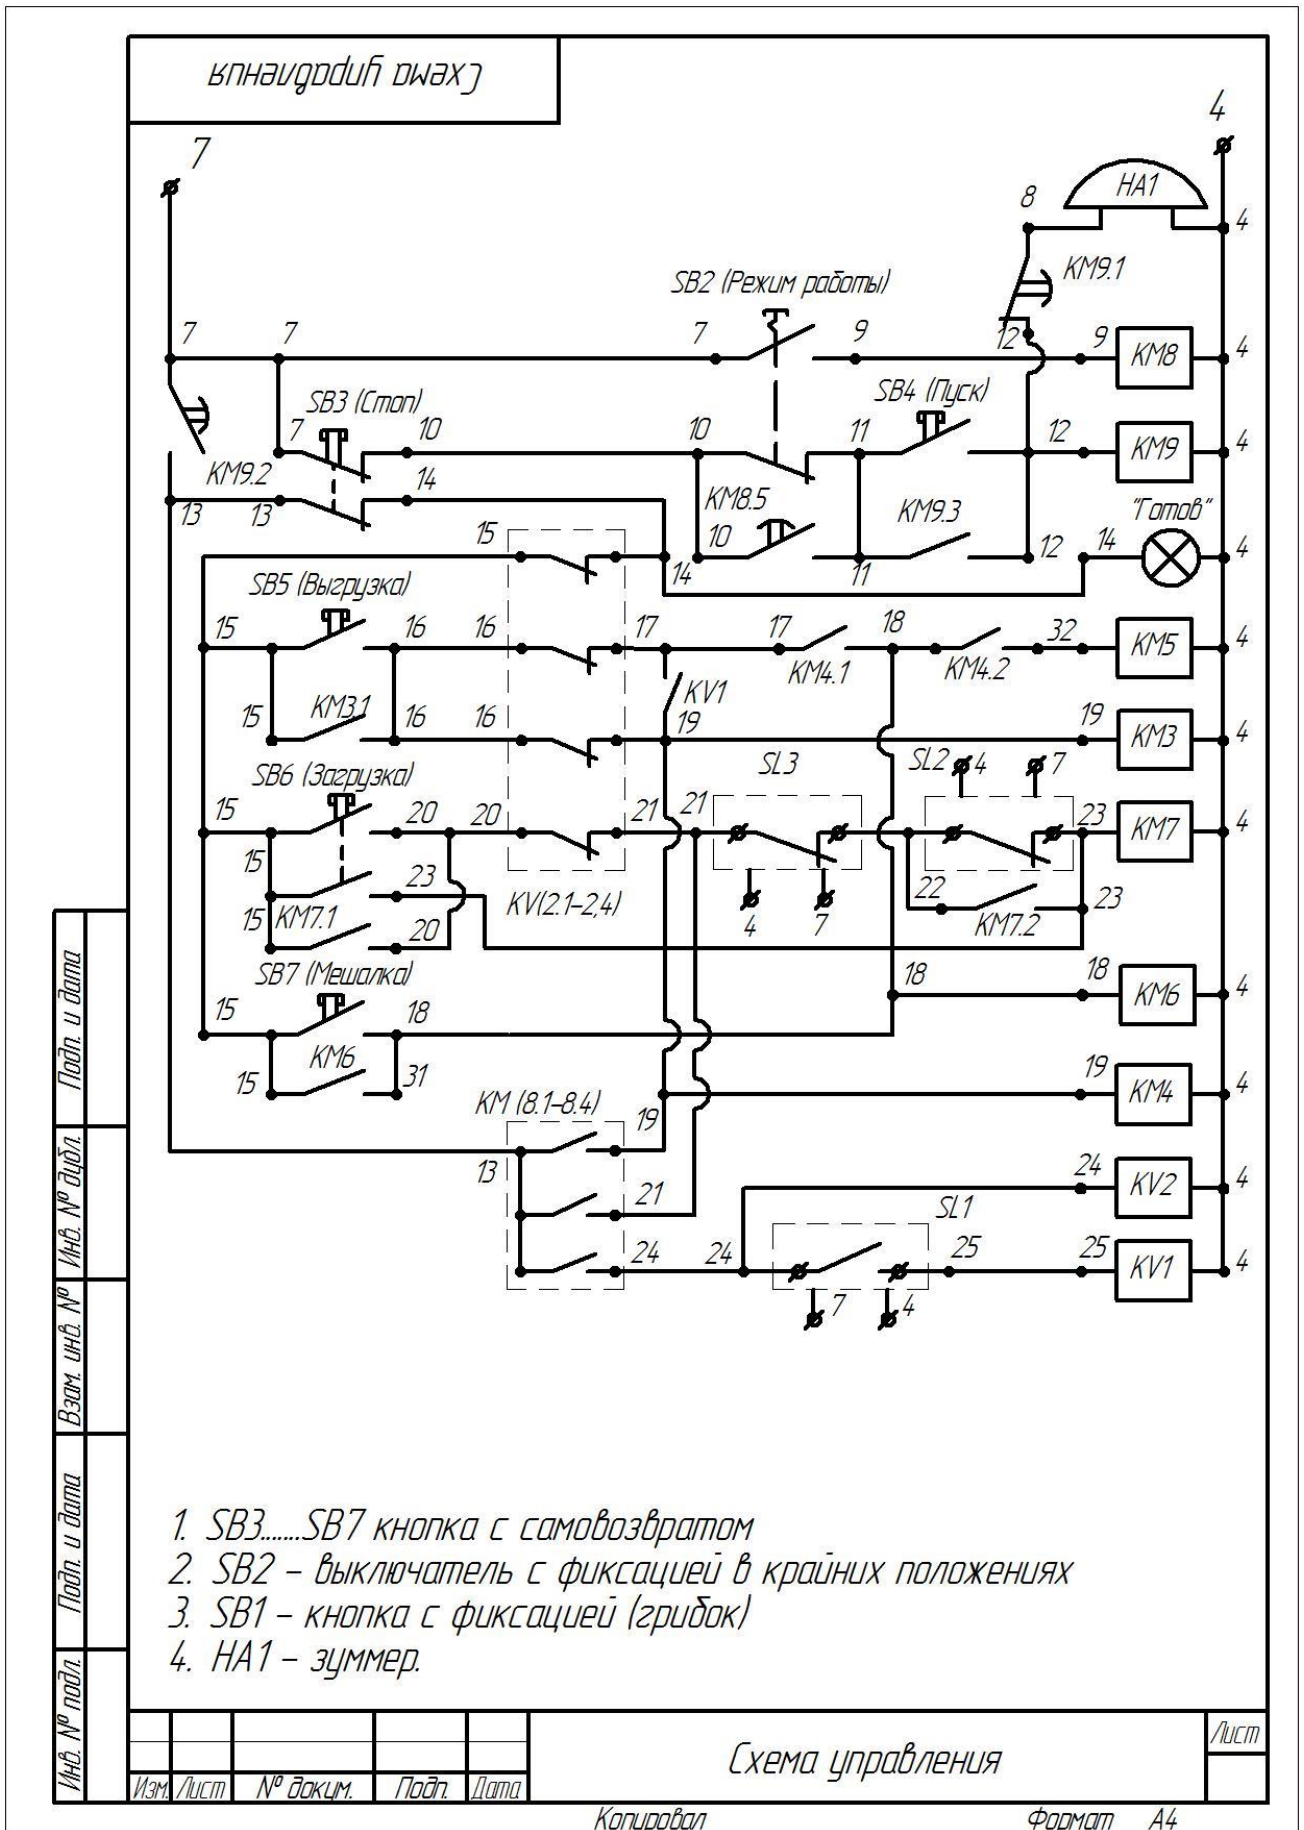 Схема управления
7
4
HA1
8
4
KM9.1
SB2 (Режим работы)
7
7
7
9
12
9
KM8
4
SB3 (Стоп)
SB4 (Пуск)
7
10
10
11
12
KM9
4
KM9.2
14
KM8.5
KM9.3
"Готов"
13
13
15
10
11
12
14
4
14
SB5 (Выгрузка)
15
16
16
17
17
18
32
KM5
4
KM4.1
KM4.2
KV1
15
KM3.1
16
16
19
19
KM3
4
SB6 (Загрузка)
SL3
SL2
4
7
15
20
20
21
21
23
KM7
4
15
23
22
23
KM7.1
KV(2.1-2,4)
4
7
KM7.2
15
20
SB7 (Мешалка)
15
18
18
18
KM6
4
KM6
15
31
19
KM4
4
KM (8.1-8.4)
19
13
24
KV2
4
21
SL1
24
24
25
25
KV1
4
7
4
1. SB3......SB7 кнопка с самовозвратом
2. SB2 - выключатель с фиксацией в крайних положениях
3. SB1 - кнопка с фиксацией (грибок)
4. HA1 - зуммер.
Подп. и дата
Инв. № дубл.
Взам. инв. №
Подп. и дата
Инв. № подл.
Изм.
Лист
№ докум.
Подп.
Дата
Схема управления
Лист
Копировал
Формат А4